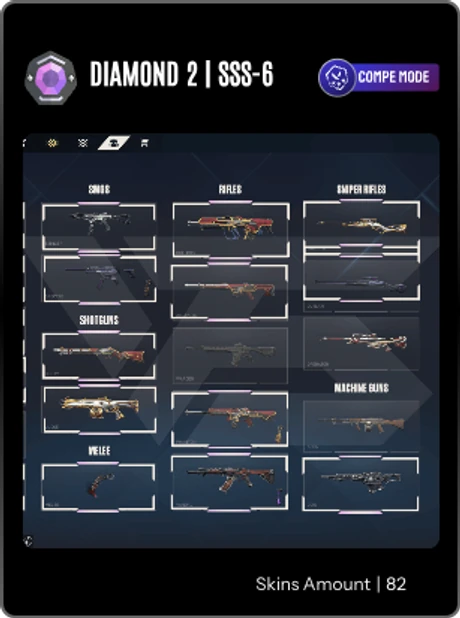 DIAMOND 2 | SSS-6
COMPE MODE
SMGS
RIFLES
SNIPER RIFLES
SHOTGUNS
MACHINE GUNS
MELEE
Skins Amount | 82